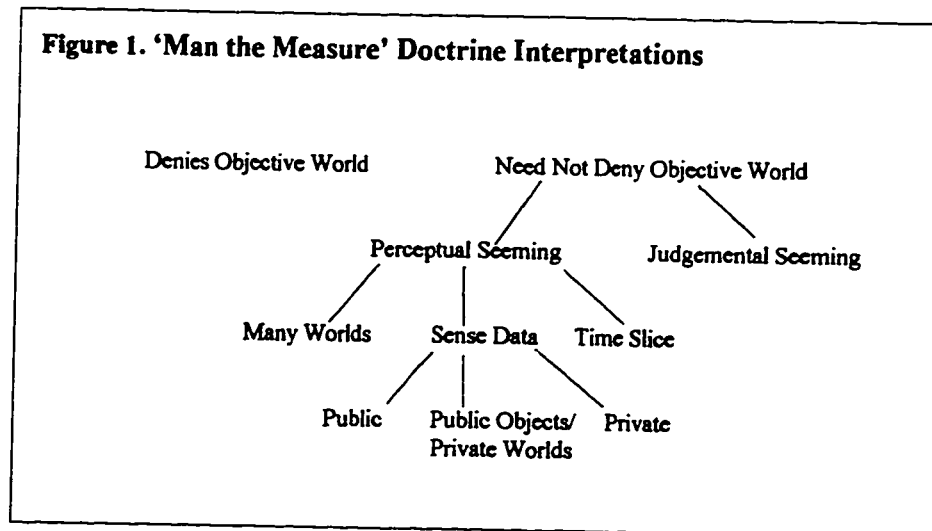 Figure 1. 'Man the Measure' Doctrine Interpretations
Denies Objective World
Need Not Deny Objective World
Perceptual Seeming
Judgemental Seeming
Many Worlds
Sense Data
Time Slice
Public
Public Objects/
Private Worlds
Private